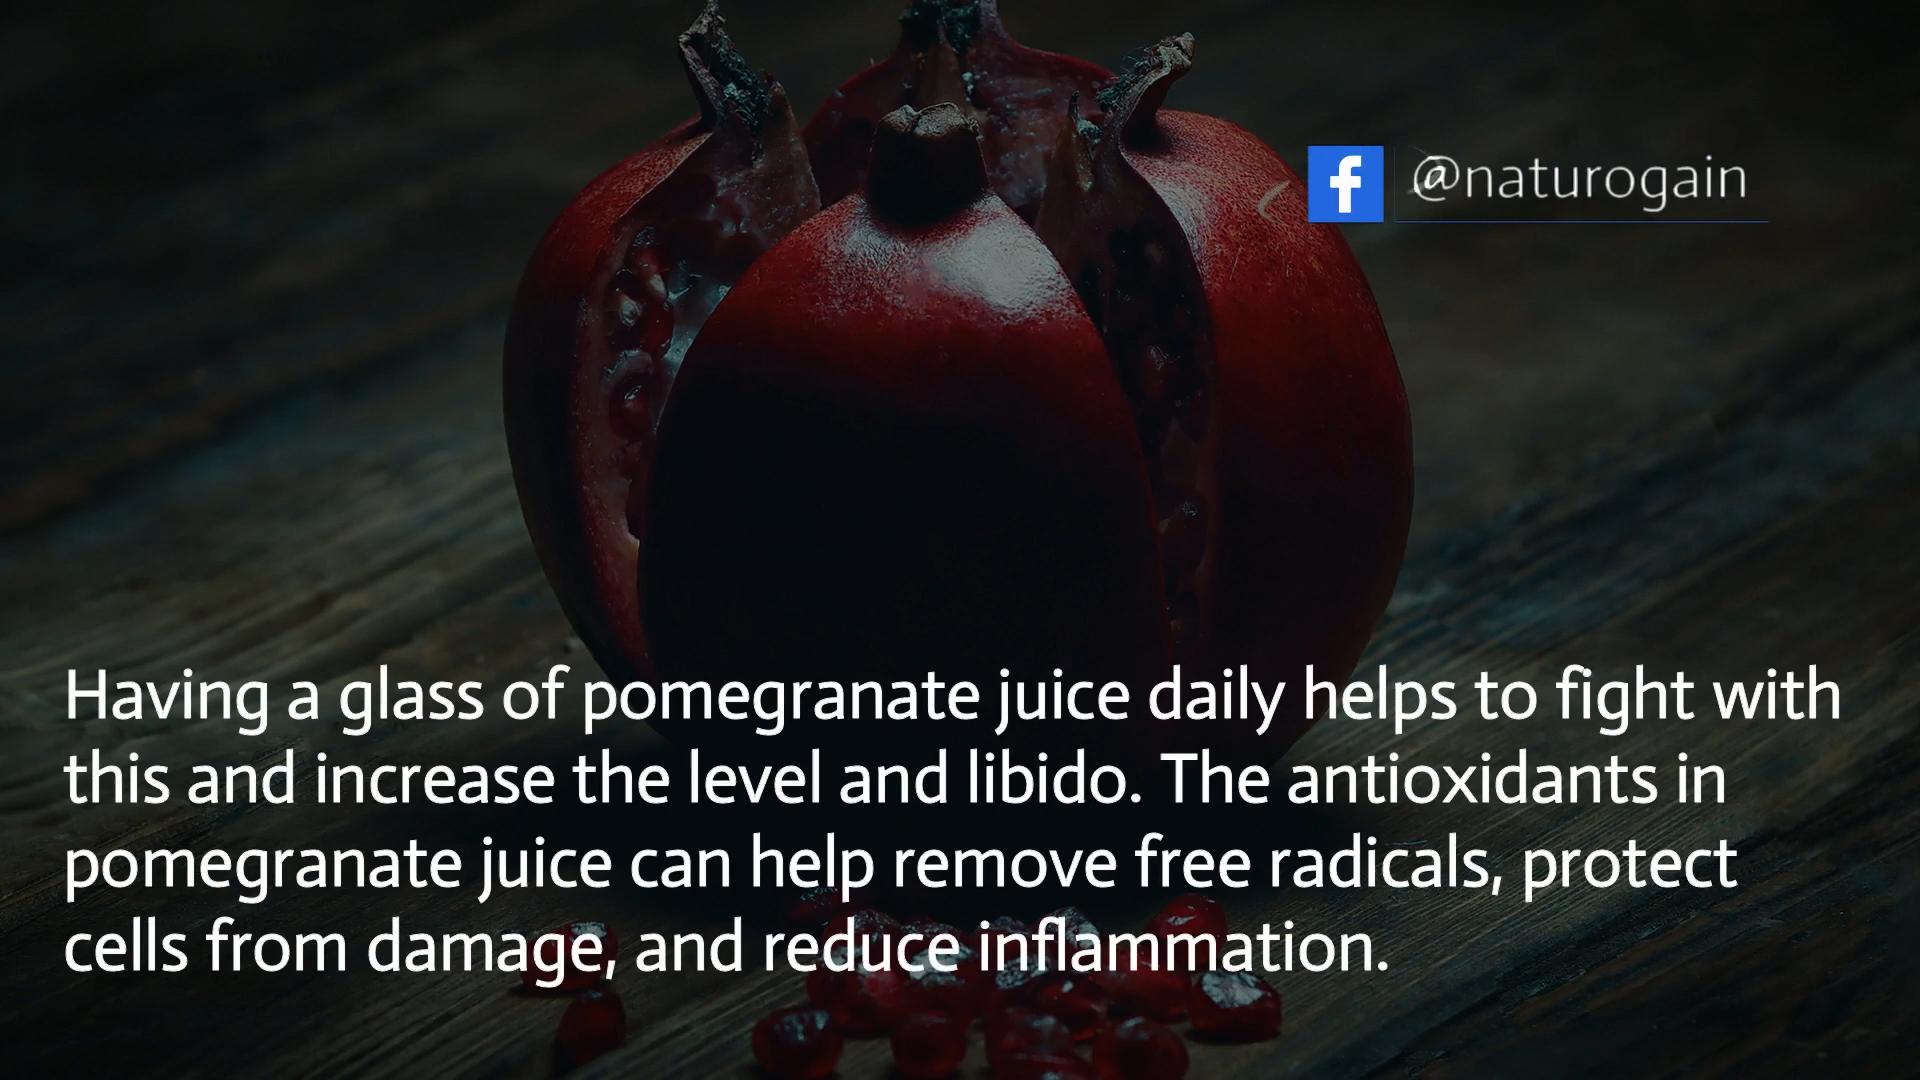 @naturogain
Having a glass of pomegranate juice daily helps to fight with
this and increase the level and libido. The antioxidants in
pomegranate juice can help remove free radicals, protect
cells from damage, and reduce inflammation.